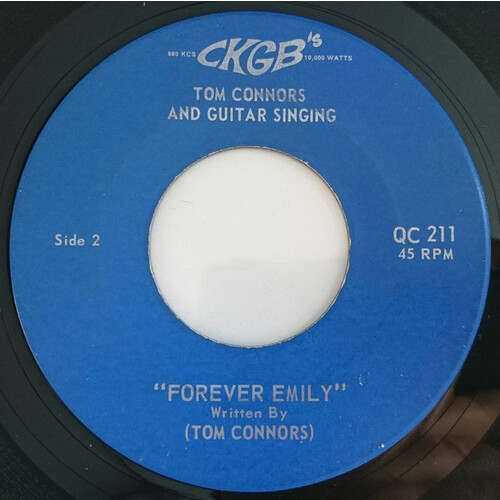 CKGB's
680 KCS 10,000 WATTS
TOM CONNORS
AND GUITAR SINGING
Side 2
QC 211
45 RPM
"FOREVER EMILY"
Written By
(TOM CONNORS)